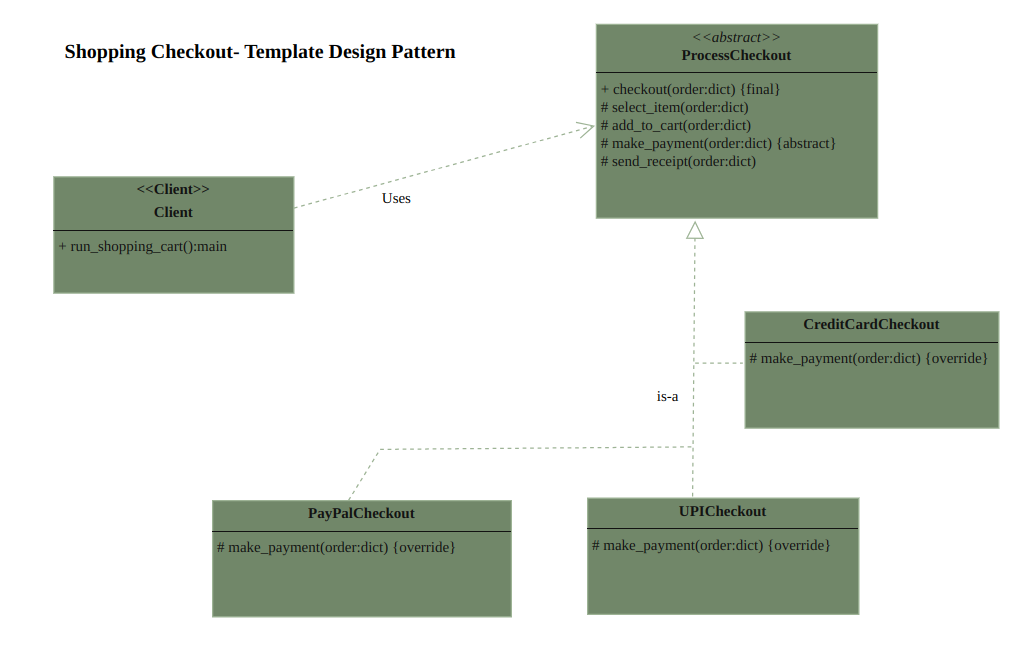 Shopping Checkout- Template Design Pattern
<<abstract>>
ProcessCheckout
+ checkout(order:dict) {final}
# select_item(order:dict)
# add_to_cart(order:dict)
# make_payment(order:dict) {abstract}
# send_receipt(order:dict)
<<Client>>
Client
+ run_shopping_cart():main
Uses
CreditCardCheckout
# make_payment(order:dict) {override}
is-a
PayPalCheckout
# make_payment(order:dict) {override}
UPICheckout
# make_payment(order:dict) {override}